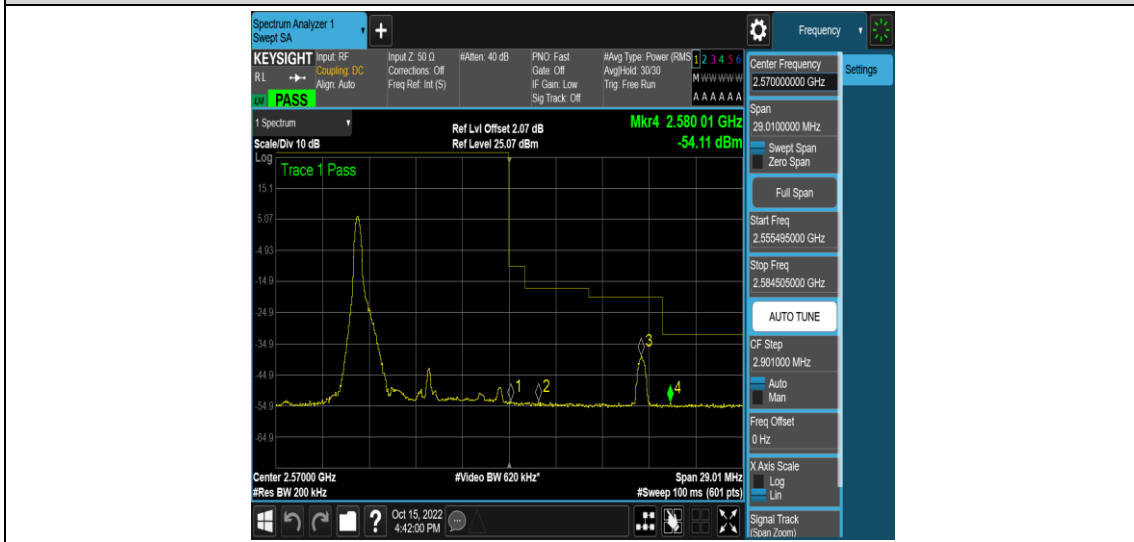 Spectrum Analyzer 1
Swept SA
+
Frequency
KEYSIGHT
RL
PASS
Input: RF
Coupling: DC
Align: Auto
Input Z: 50 Ω
Corrections: Off
Freq Ref: Int (S)
#Atten: 40 dB
PNO: Fast
Gate: Off
IF Gain: Low
Sig Track: Off
#Avg Type: Power (RMS
Avg|Hold: 30/30
Trig: Free Run
1 2 3 4 5 6
M W W W W W
A A A A A A
Center Frequency
2.570000000 GHz
Settings
1 Spectrum
Scale/Div 10 dB
Ref Lvl Offset 2.07 dB
Ref Level 25.07 dBm
Mkr4 2.580 01 GHz
-54.11 dBm
Log
Trace 1 Pass
15.1
5.07
-4.93
-14.9
-24.9
-34.9
-44.9
-54.9
-64.9
1
2
3
4
Center 2.57000 GHz
#Res BW 200 kHz
#Video BW 620 kHz*
Span 29.01 MHz
#Sweep 100 ms (601 pts)
Span
29.0100000 MHz
Swept Span
Zero Span
Full Span
Start Freq
2.555495000 GHz
Stop Freq
2.584505000 GHz
AUTO TUNE
CF Step
2.901000 MHz
Auto
Man
Freq Offset
0 Hz
X Axis Scale
Log
Lin
Signal Track
(Span Zoom)
?
Oct 15, 2022
4:42:00 PM